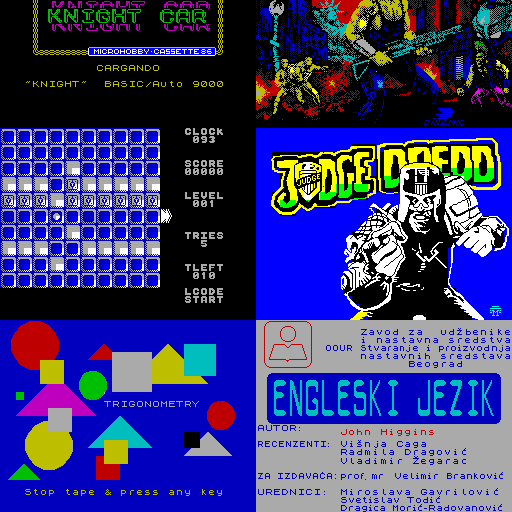 KNIGHT CAR
MICROHOBBY·CASSETTE 86
CARGANDO
"KNIGHT" BASIC/Auto 9000
CLOCK
093
SCORE
00000
LEVEL
001
TRIES
5
TLEFT
010
LCODE
START
JUDGE DREDD
JUDGE
TRIGONOMETRY
Stop tape & press any key
Zavod za udžbenike
i nastavna sredstva
OOUR Stvaranje i proizvodnja
nastavnih sredstava
Beograd
ENGLESKI JEZIK
AUTOR: John Higgins
RECENZENTI: Višnja Caga
Radmila Dragović
Vladimir Žegarac
ZA IZDAVAČA: prof. mr Velimir Branković
UREDNICI: Miroslava Gavrilović
Svetislav Todić
Dragica Morić-Radovanović